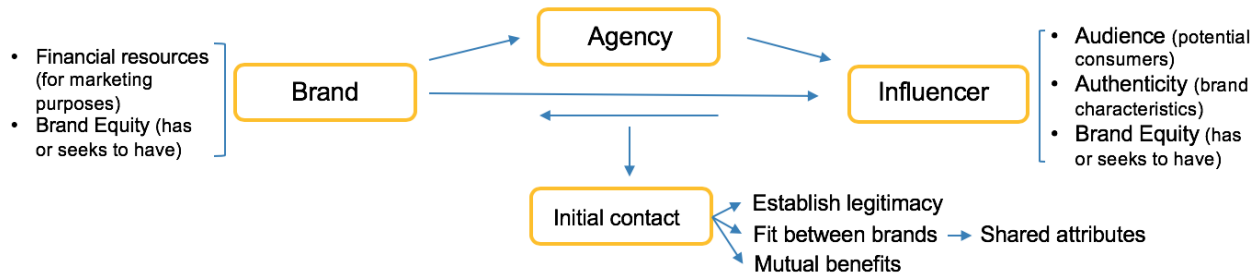 Agency
• Financial resources
(for marketing
purposes)
• Brand Equity (has
or seeks to have)
Brand
Influencer
• Audience (potential
consumers)
• Authenticity (brand
characteristics)
• Brand Equity (has
or seeks to have)
Initial contact
Establish legitimacy
Fit between brands
Shared attributes
Mutual benefits